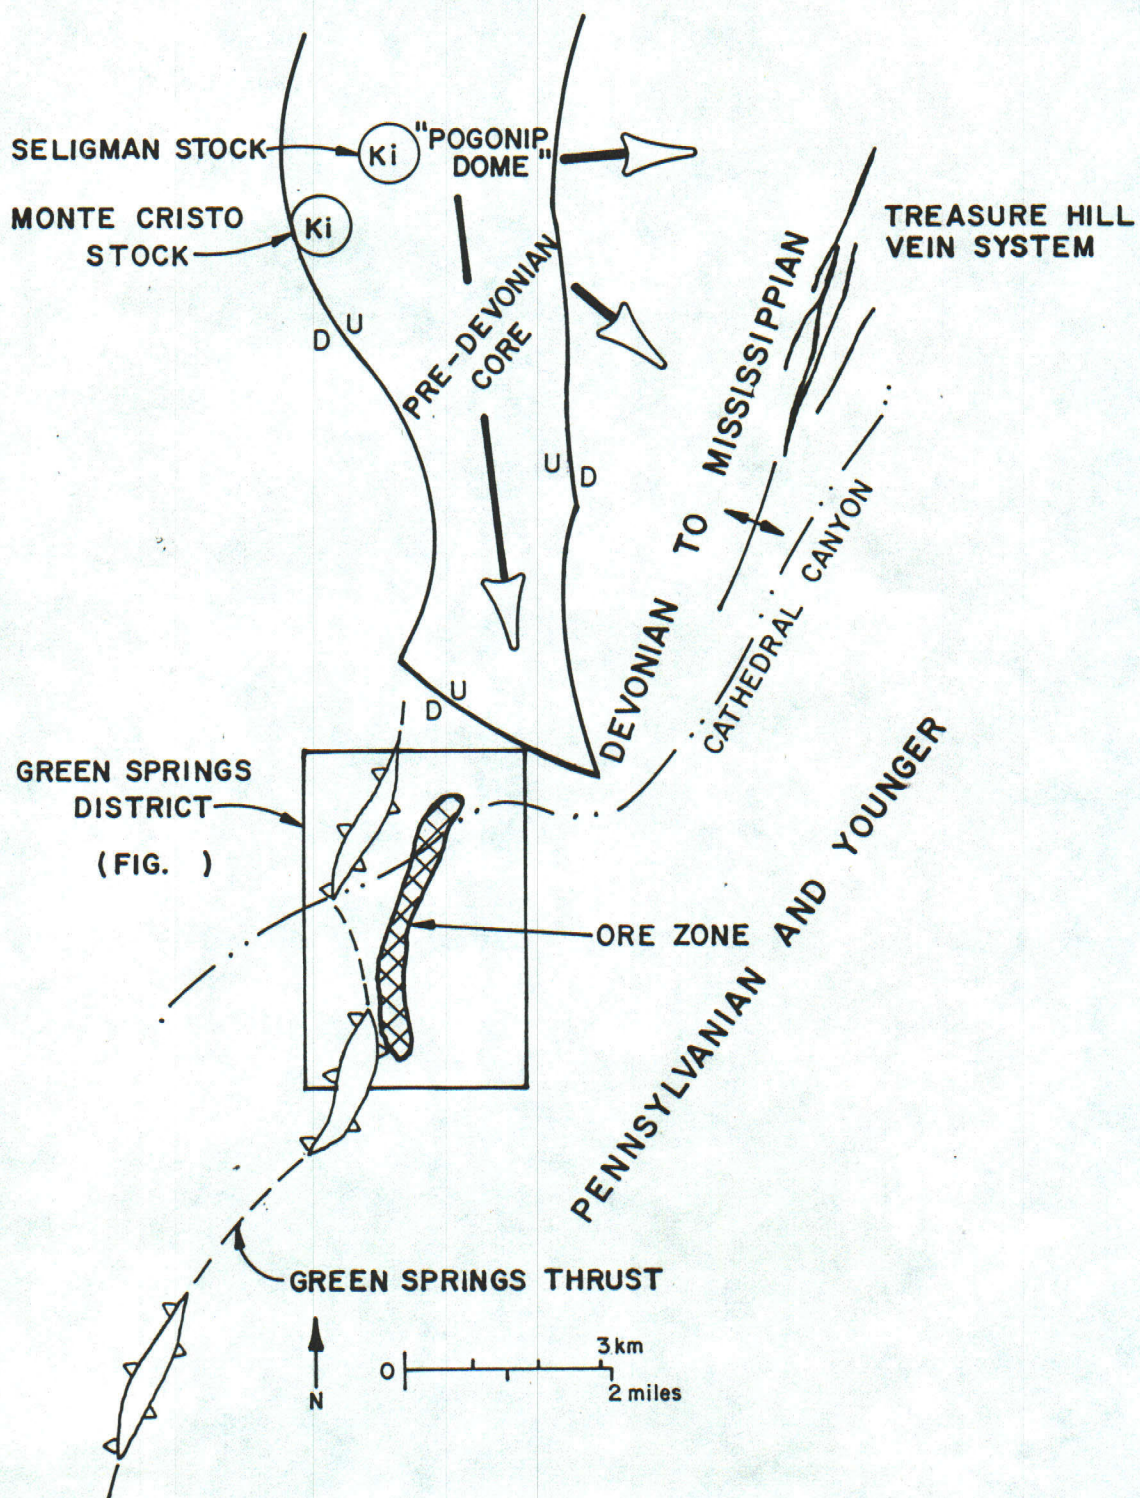 SELIGMAN STOCK
Ki
"POGONIP
DOME"
MONTE CRISTO
STOCK
Ki
TREASURE HILL
VEIN SYSTEM
D
U
PRE-DEVONIAN
CORE
U
D
DEVONIAN TO MISSISSIPPIAN
CATHEDRAL CANYON
D
U
GREEN SPRINGS
DISTRICT
(FIG. )
ORE ZONE
PENNSYLVANIAN AND YOUNGER
GREEN SPRINGS THRUST
N
0
3 km
2 miles